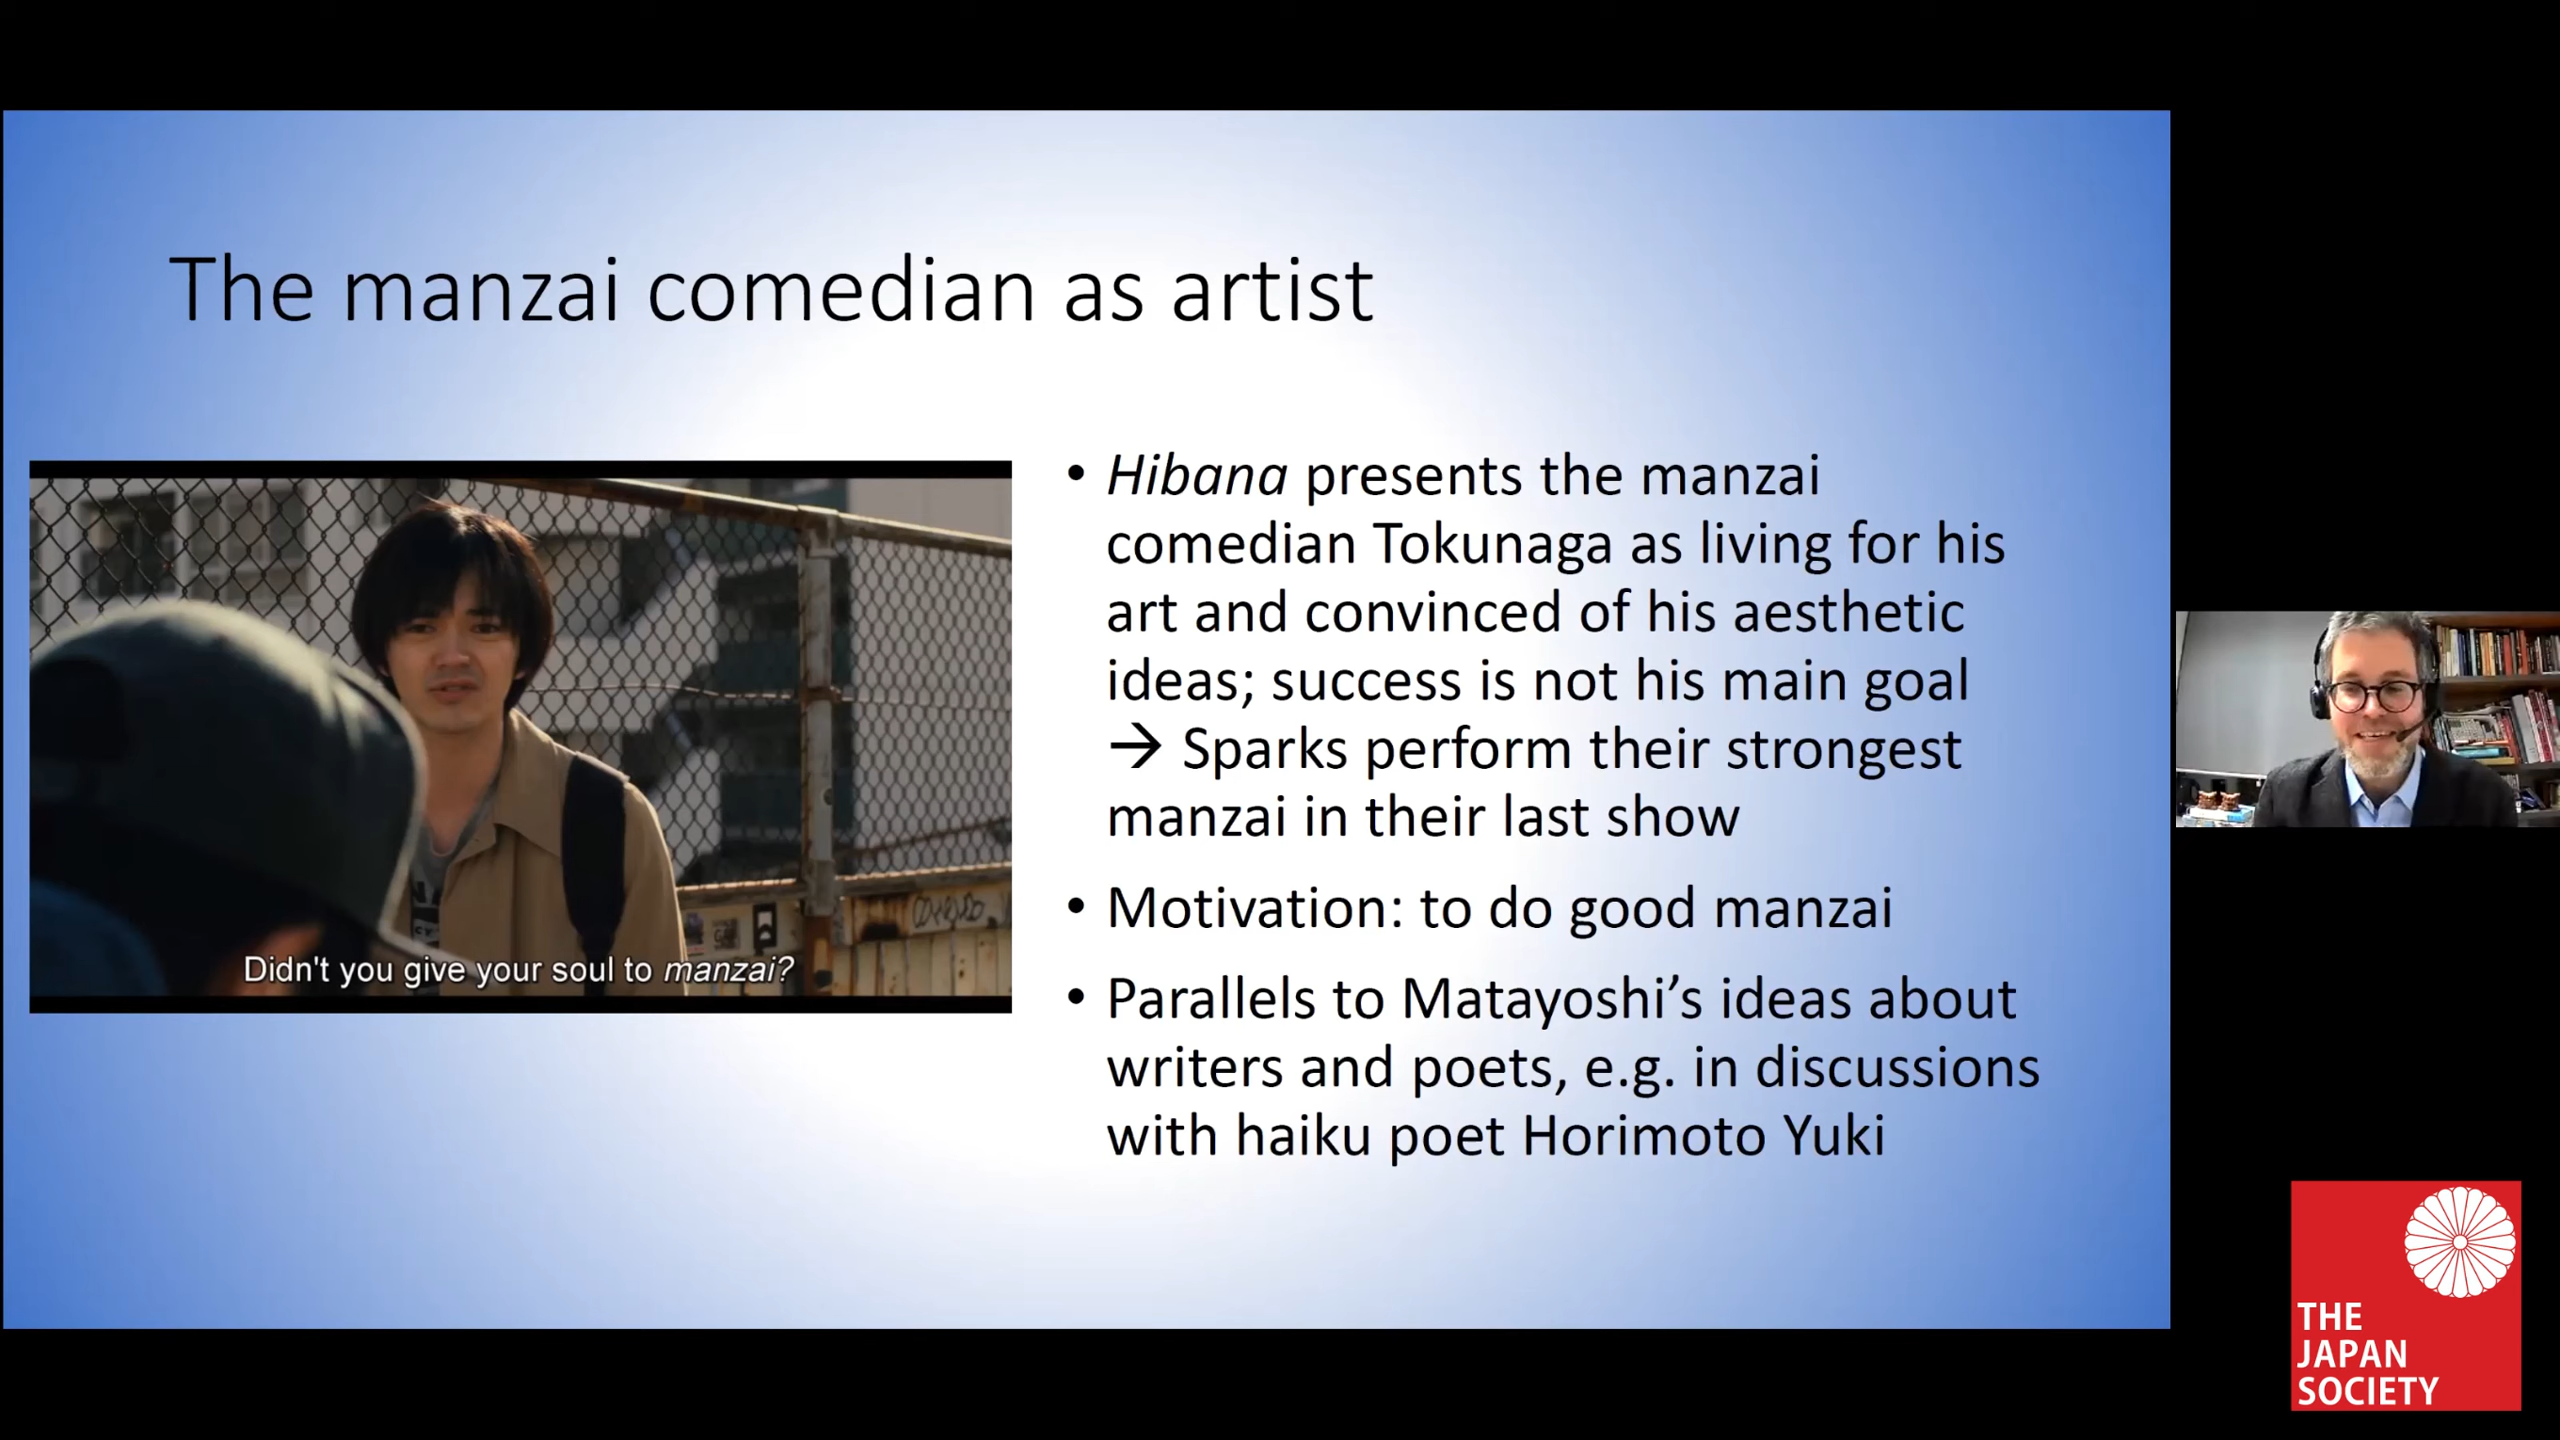 The manzai comedian as artist
Didn't you give your soul to manzai?
• Hibana presents the manzai
comedian Tokunaga as living for his
art and convinced of his aesthetic
ideas; success is not his main goal
→ Sparks perform their strongest
manzai in their last show
• Motivation: to do good manzai
• Parallels to Matayoshi’s ideas about
writers and poets, e.g. in discussions
with haiku poet Horimoto Yuki
THE
JAPAN
SOCIETY